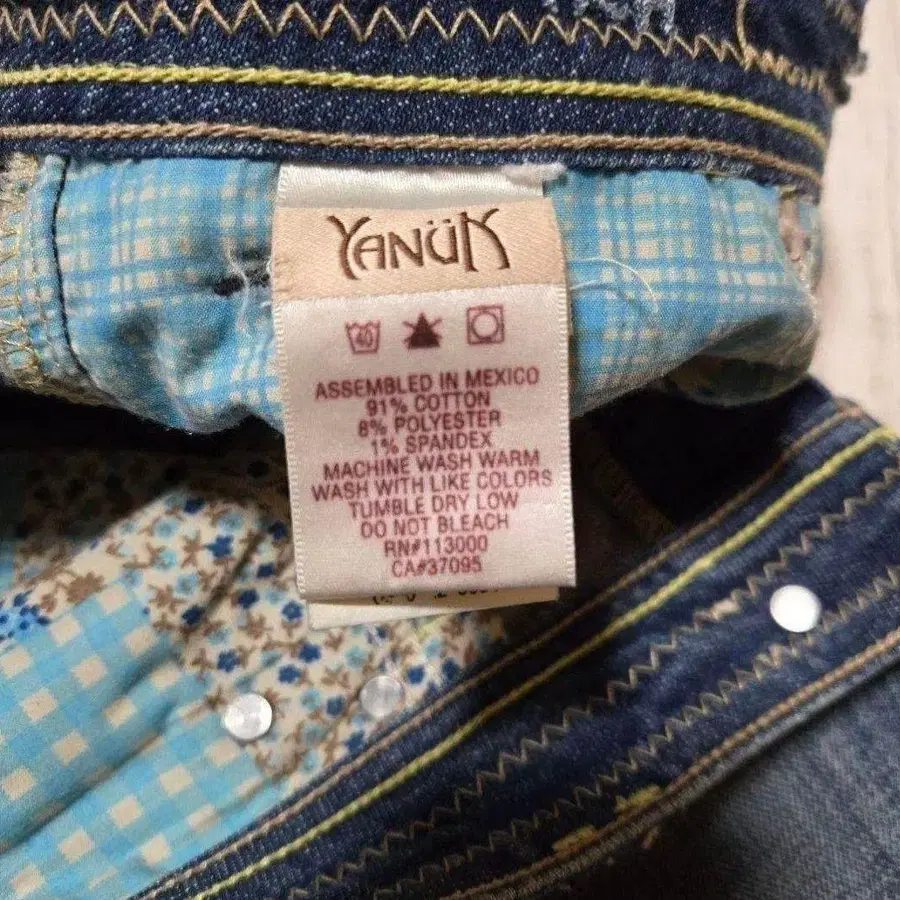 YANÜK
40
ASSEMBLED IN MEXICO
91% COTTON
8% POLYESTER
1% SPANDEX
MACHINE WASH WARM
WASH WITH LIKE COLORS
TUMBLE DRY LOW
DO NOT BLEACH
RN#113000
CA#37095